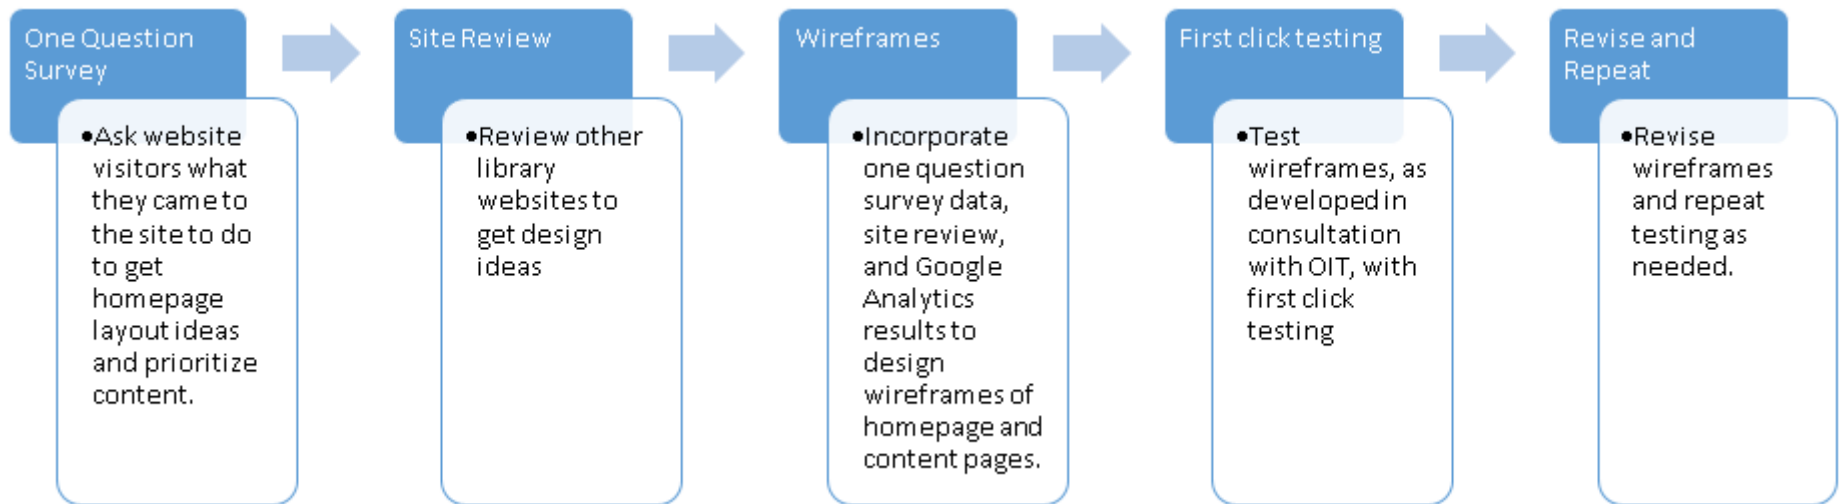 One Question
Survey
•Ask website
visitors what
they came to
the site to do
to get
homepage
layout ideas
and prioritize
content.
Site Review
•Review other
library
websites to
get design
ideas
Wireframes
•Incorporate
one question
survey data,
site review,
and Google
Analytics
results to
design
wireframes of
homepage and
content pages.
First click testing
•Test
wireframes, as
developed in
consultation
with OIT, with
first click
testing
Revise and
Repeat
•Revise
wireframes
and repeat
testing as
needed.